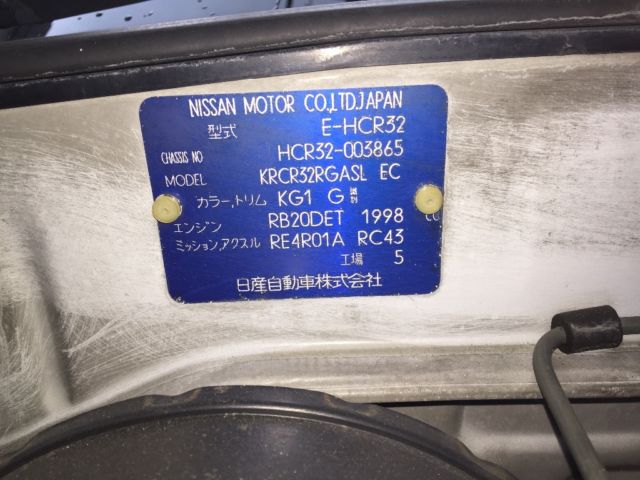 NISSAN MOTOR CO.,LTD.JAPAN
型式 E-HCR32
CHASSIS NO HCR32-003865
MODEL KRCR32RGASL EC
カラー,トリム KG1 G 識別
エンジン RB20DET 1998 cc
ミッション,アクスル RE4R01A RC43
工場 5
日産自動車株式会社